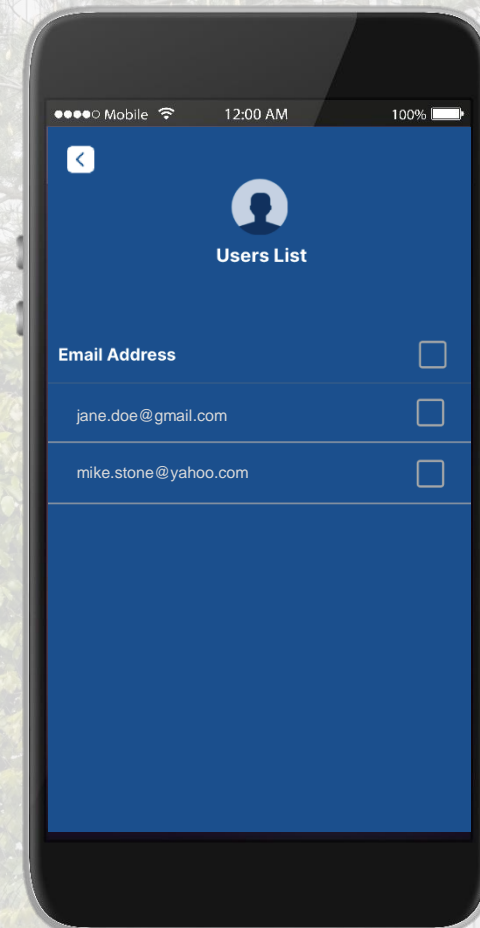 Mobile 12:00 AM 100%
Users List
Email Address
jane.doe@gmail.com
mike.stone@yahoo.com